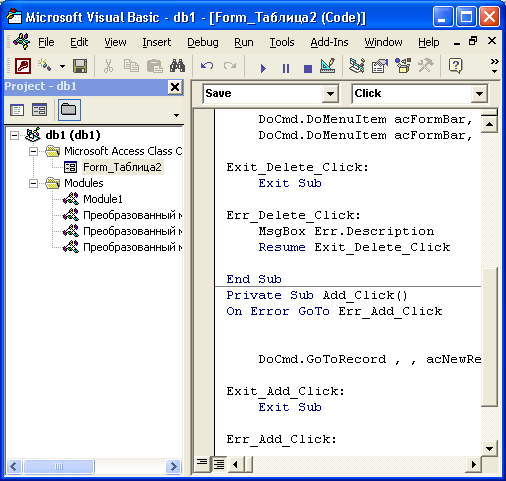 Microsoft Visual Basic - db1 - [Form_Таблица2 (Code)]
File Edit View Insert Debug Run Tools Add-Ins Window Help
Project - db1
Save Click
db1 (db1)
Microsoft Access Class O
Form_Таблица2
Modules
Module1
Преобразованный м
Преобразованный м
Преобразованный м
DoCmd.DoMenuItem acFormBar,
DoCmd.DoMenuItem acFormBar,
Exit_Delete_Click:
Exit Sub
Err_Delete_Click:
MsgBox Err.Description
Resume Exit_Delete_Click
End Sub
Private Sub Add_Click()
On Error GoTo Err_Add_Click
DoCmd.GoToRecord , , acNewRe
Exit_Add_Click:
Exit Sub
Err_Add_Click: